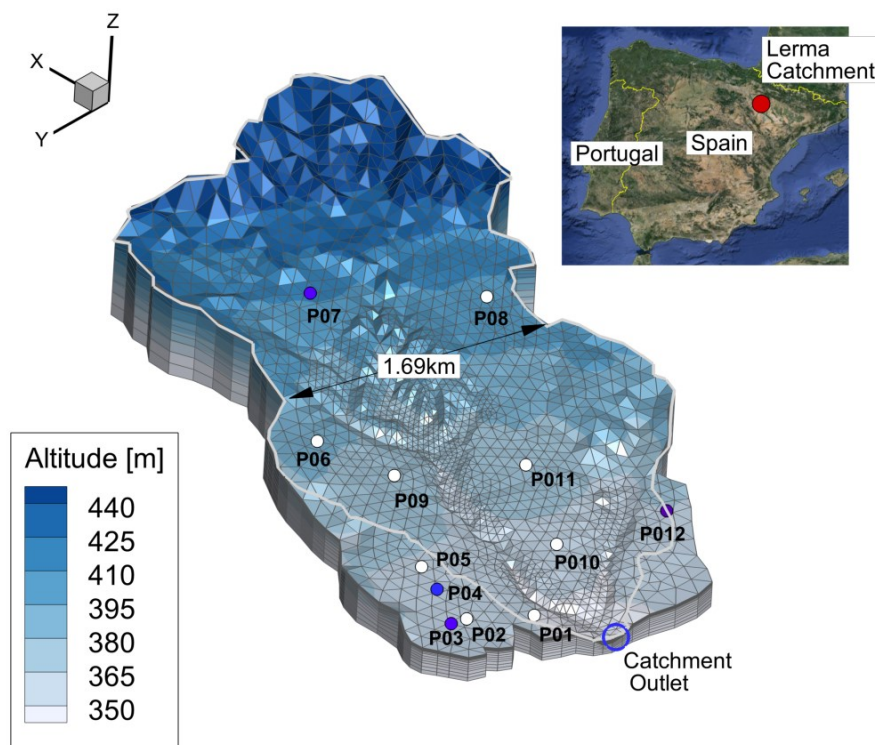 Z
X
Y
Lerma
Catchment
Portugal
Spain
P07
P08
1.69km
P06
P09
P011
P012
P010
P05
P04
P03
P02
P01
Catchment
Outlet
Altitude [m]
440
425
410
395
380
365
350